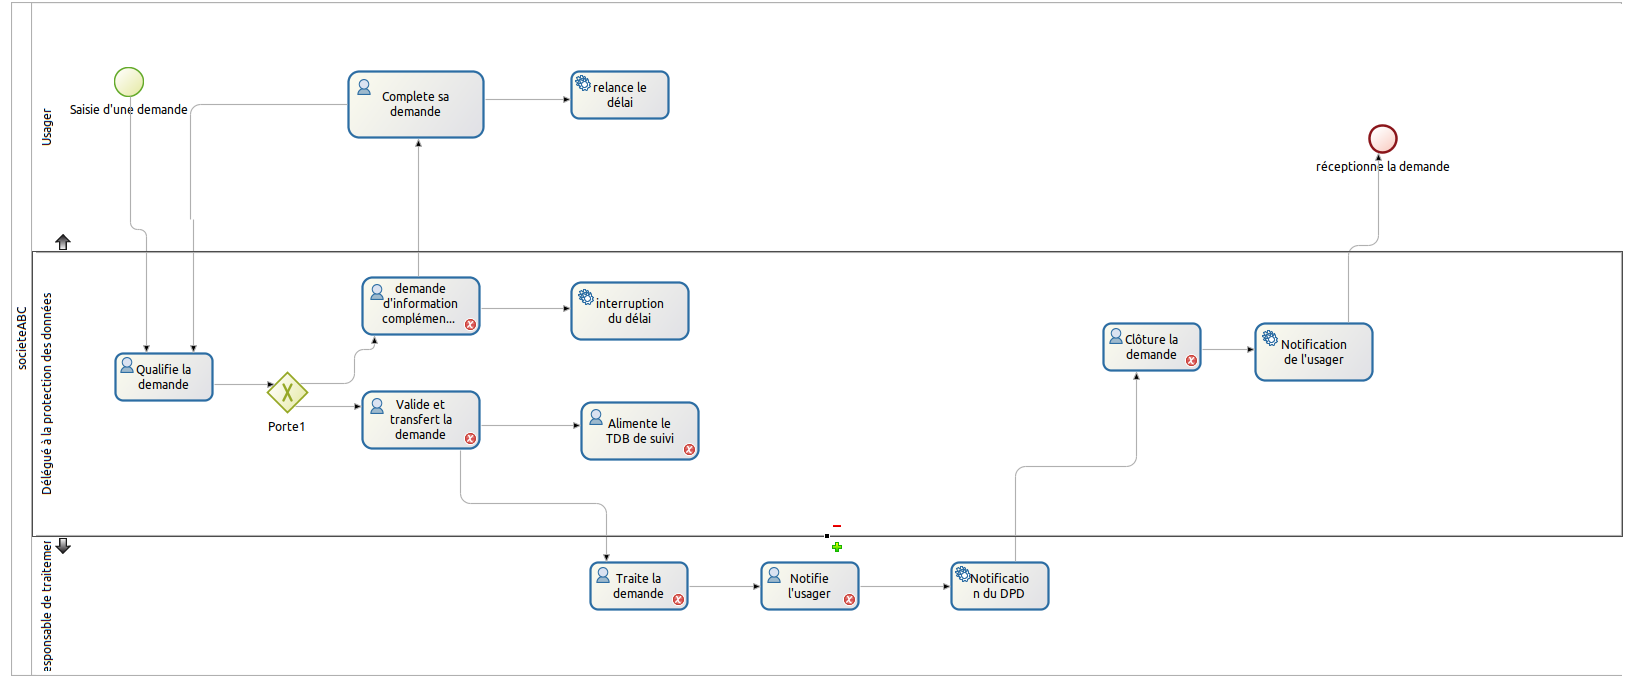 societeABC
Usager
Saisie d'une demande
Complete sa
demande
relance le
délai
réceptionne la demande
Délégué à la protection des données
demande
d'information
complémen...
interruption
du délai
Qualifie la
demande
Porte1
Valide et
transfert la
demande
Alimente le
TDB de suivi
Clôture la
demande
Notification
de l'usager
esponsable de traitemer
Traite la
demande
Notifie
l'usager
Notificatio
n du DPD